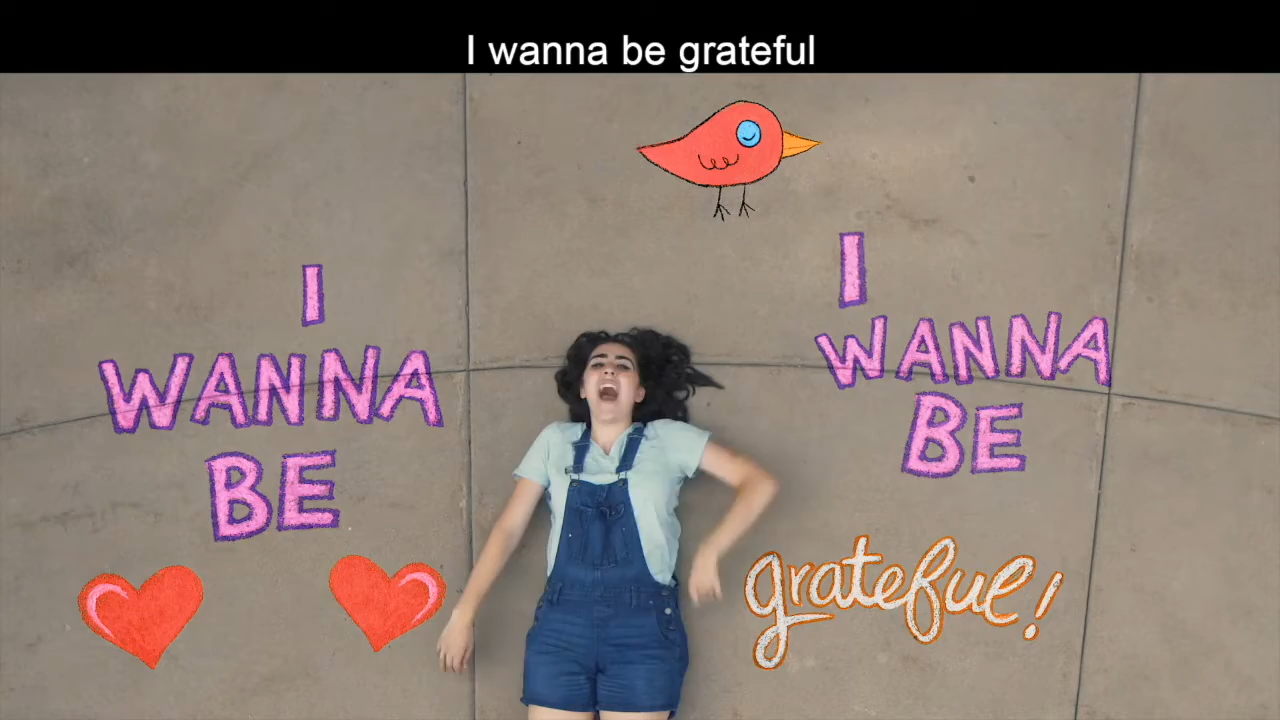 I wanna be grateful
I
WANNA
BE
I
WANNA
BE
grateful!